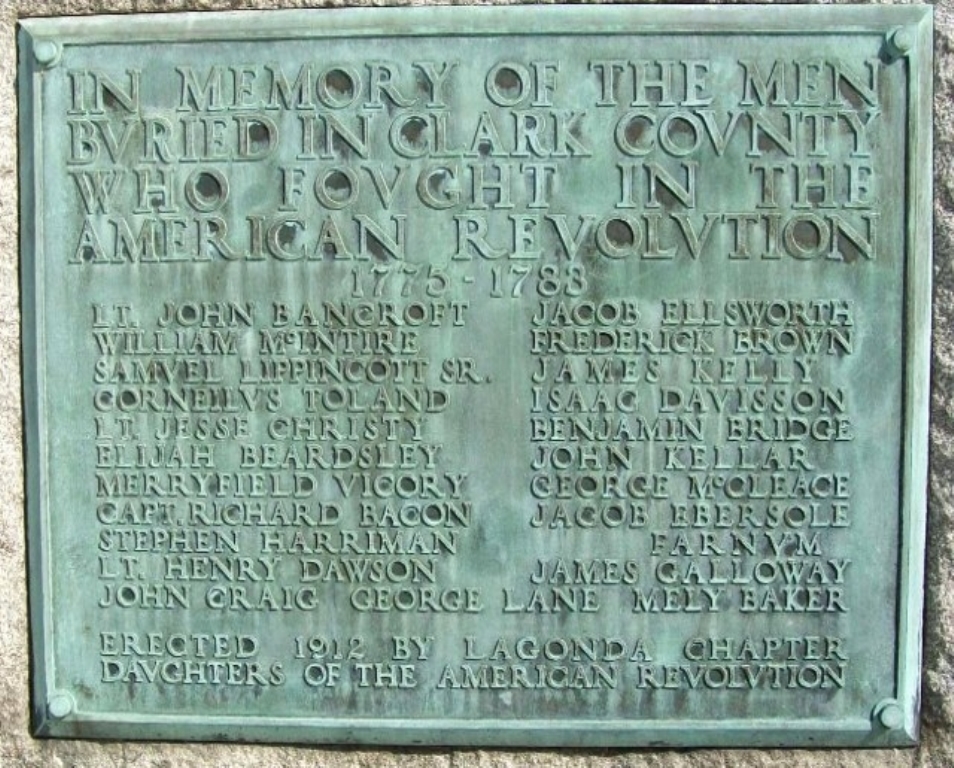 IN MEMORY OF THE MEN
BVRIED IN CLARK COVNTY
WHO FOVGHT IN THE
AMERICAN REVOLVTION
1775-1783
LT. JOHN BANCROFT
WILLIAM McINTIRE
SAMVEL LIPPINCOTT SR.
CORNEILVS TOLAND
LT. JESSE CHRISTY
ELIJAH BEARDSLEY
MERRYFIELD VICORY
CAPT. RICHARD BACON
STEPHEN HARRIMAN
LT. HENRY DAWSON
JACOB ELLSWORTH
FREDERICK BROWN
JAMES KELLY
ISAAC DAVISSON
BENJAMIN BRIDGE
JOHN KELLAR
GEORGE McCLEACE
JACOB EBERSOLE
FARNVM
JAMES GALLOWAY
JOHN CRAIG GEORGE LANE MELY BAKER
ERECTED 1912 BY LAGONDA CHAPTER
DAVGHTERS OF THE AMERICAN REVOLVTION